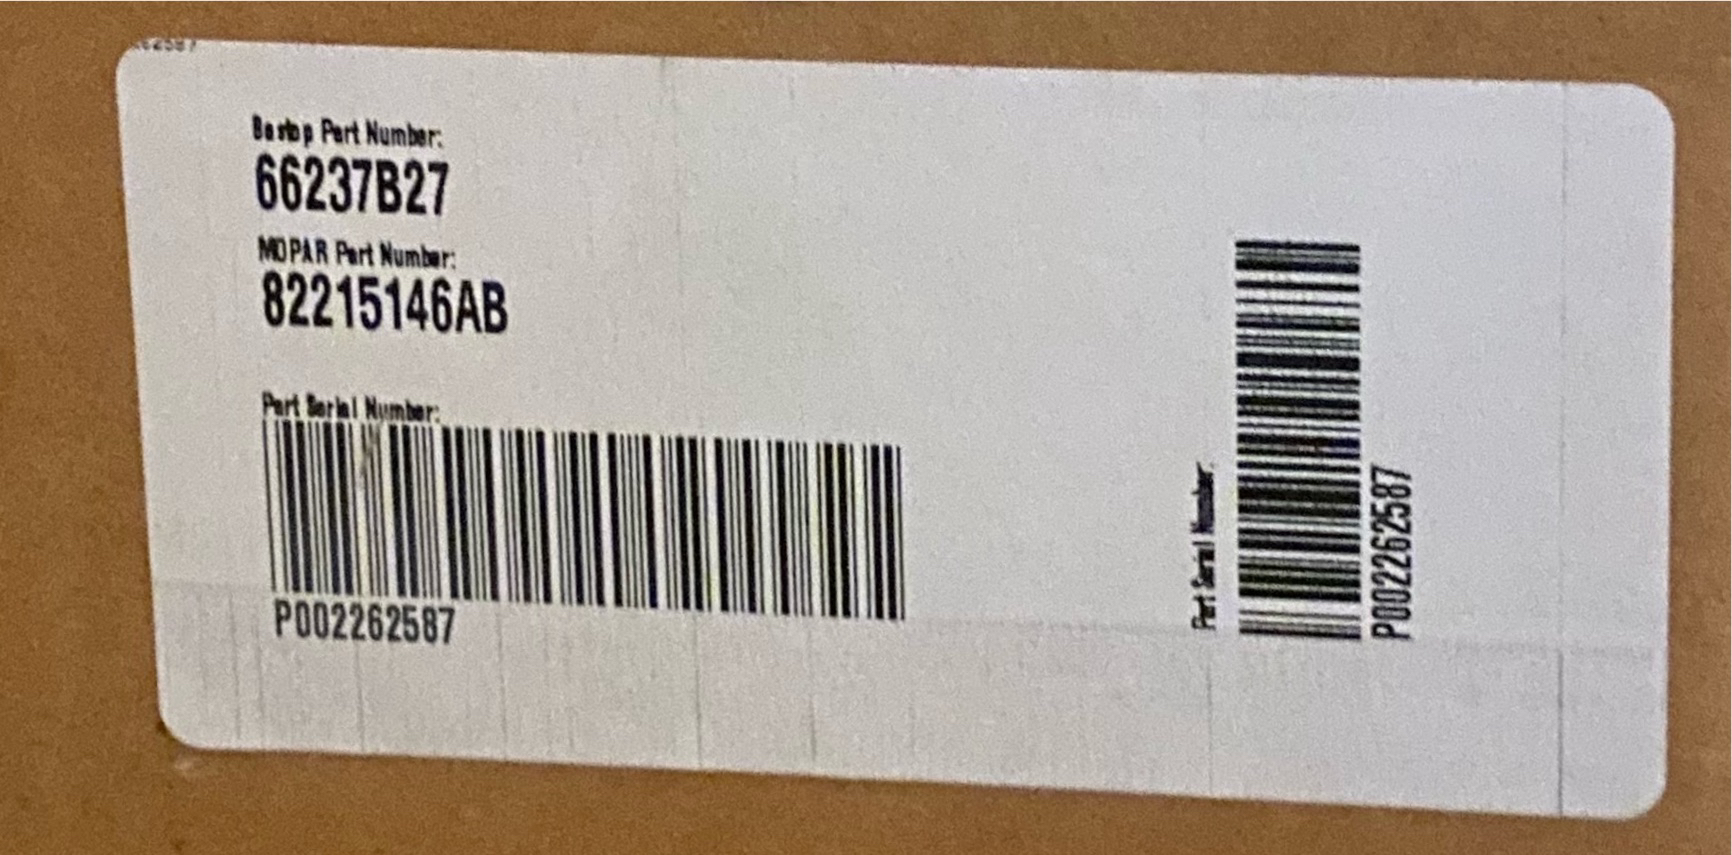 Bestop Part Number:
66237B27
MOPAR Part Number:
82215146AB
Part Serial Number:
P002262587
Part Serial Number:
P002262587